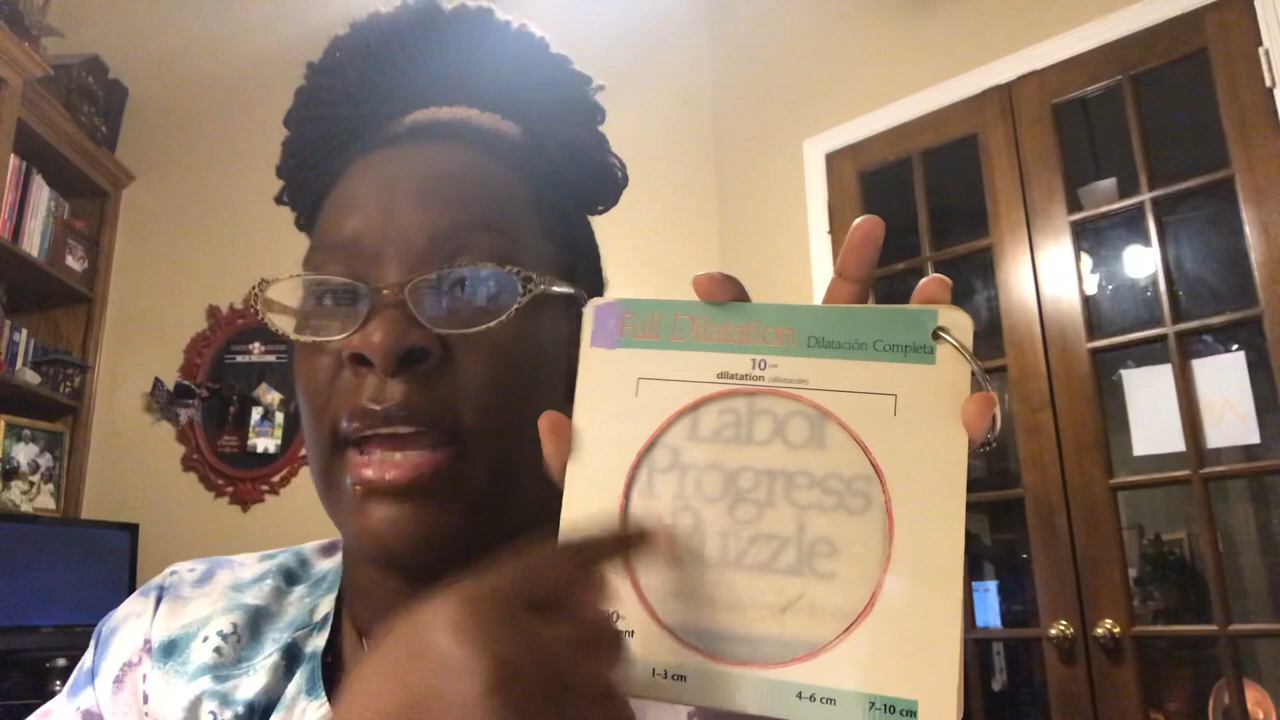 Full Dilatation Dilatación Completa
10 cm
dilatation (dilatación)
Labor
Progress
Puzzle
1–3 cm
4–6 cm
7–10 cm